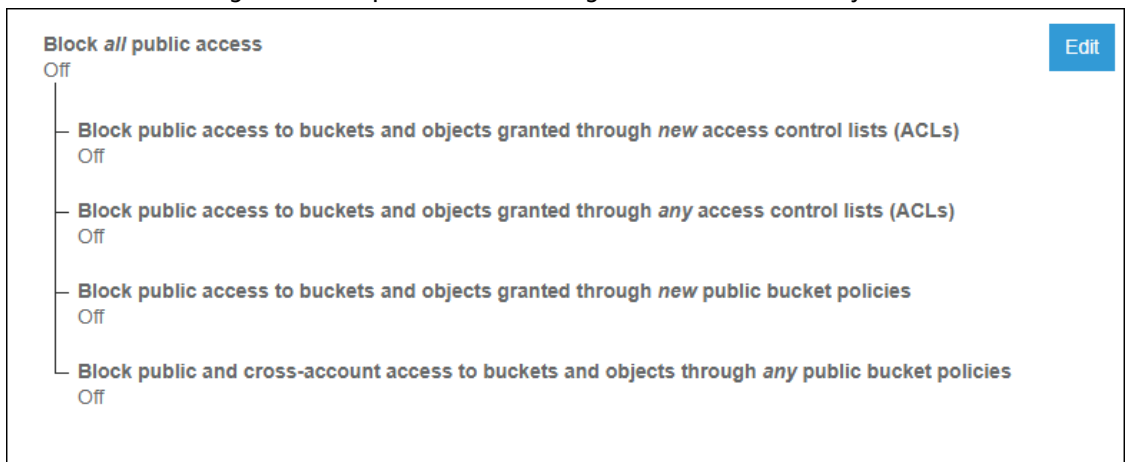 Block all public access
Edit
Off
Block public access to buckets and objects granted through new access control lists (ACLs)
Off
Block public access to buckets and objects granted through any access control lists (ACLs)
Off
Block public access to buckets and objects granted through new public bucket policies
Off
Block public and cross-account access to buckets and objects through any public bucket policies
Off